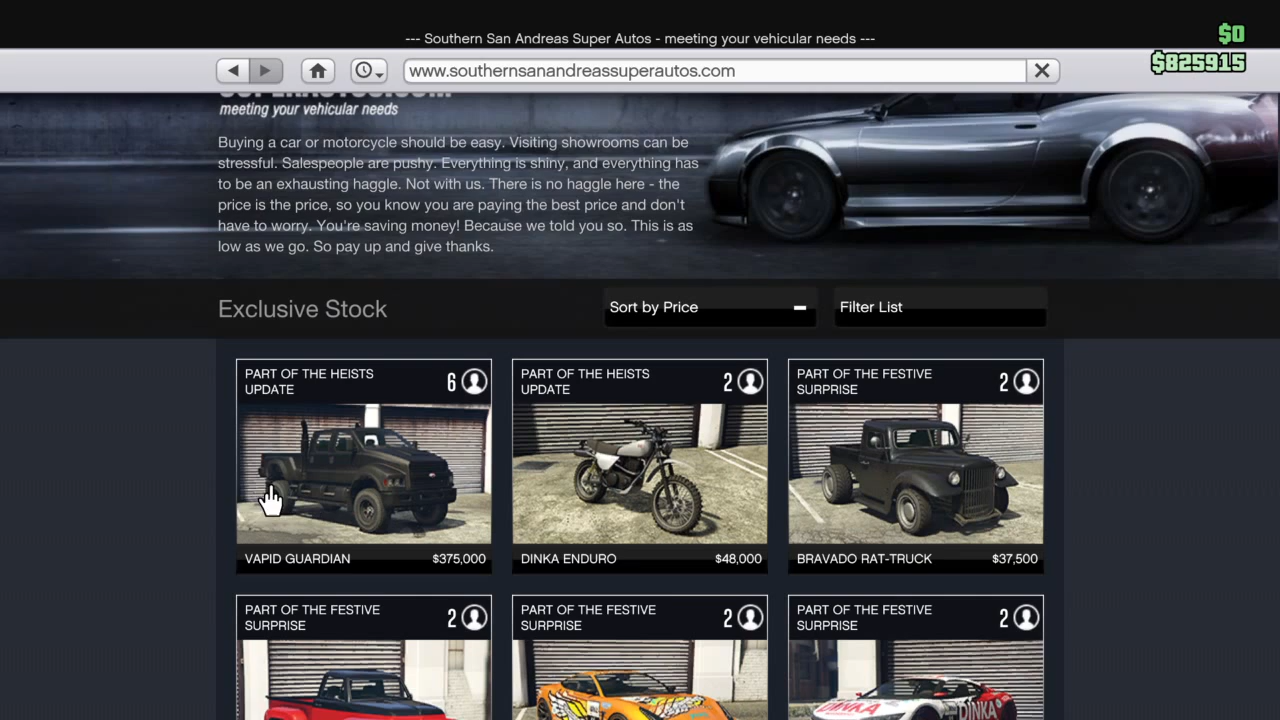 --- Southern San Andreas Super Autos - meeting your vehicular needs ---
$0
$825915
www.southernsanandreassuperautos.com
meeting your vehicular needs
Buying a car or motorcycle should be easy. Visiting showrooms can be
stressful. Salespeople are pushy. Everything is shiny, and everything has
to be an exhausting haggle. Not with us. There is no haggle here - the
price is the price, so you know you are paying the best price and don't
have to worry. You're saving money! Because we told you so. This is as
low as we go. So pay up and give thanks.
Exclusive Stock
Sort by Price
Filter List
PART OF THE HEISTS
UPDATE
6
VAPID GUARDIAN
$375,000
PART OF THE HEISTS
UPDATE
2
DINKA ENDURO
$48,000
PART OF THE FESTIVE
SURPRISE
2
BRAVADO RAT-TRUCK
$37,500
PART OF THE FESTIVE
SURPRISE
2
PART OF THE FESTIVE
SURPRISE
2
PART OF THE FESTIVE
SURPRISE
2
DINKA
DINKA